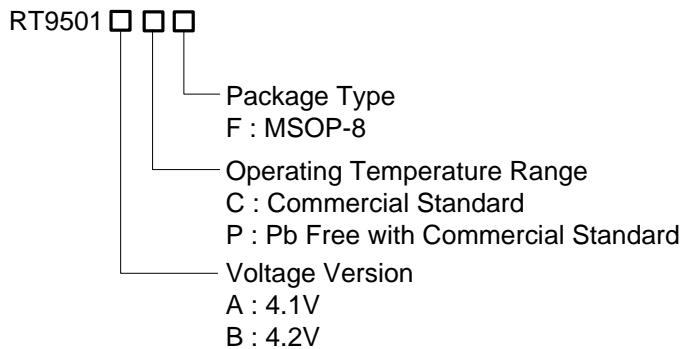 RT9501
Package Type
F : MSOP-8
Operating Temperature Range
C : Commercial Standard
P : Pb Free with Commercial Standard
Voltage Version
A : 4.1V
B : 4.2V